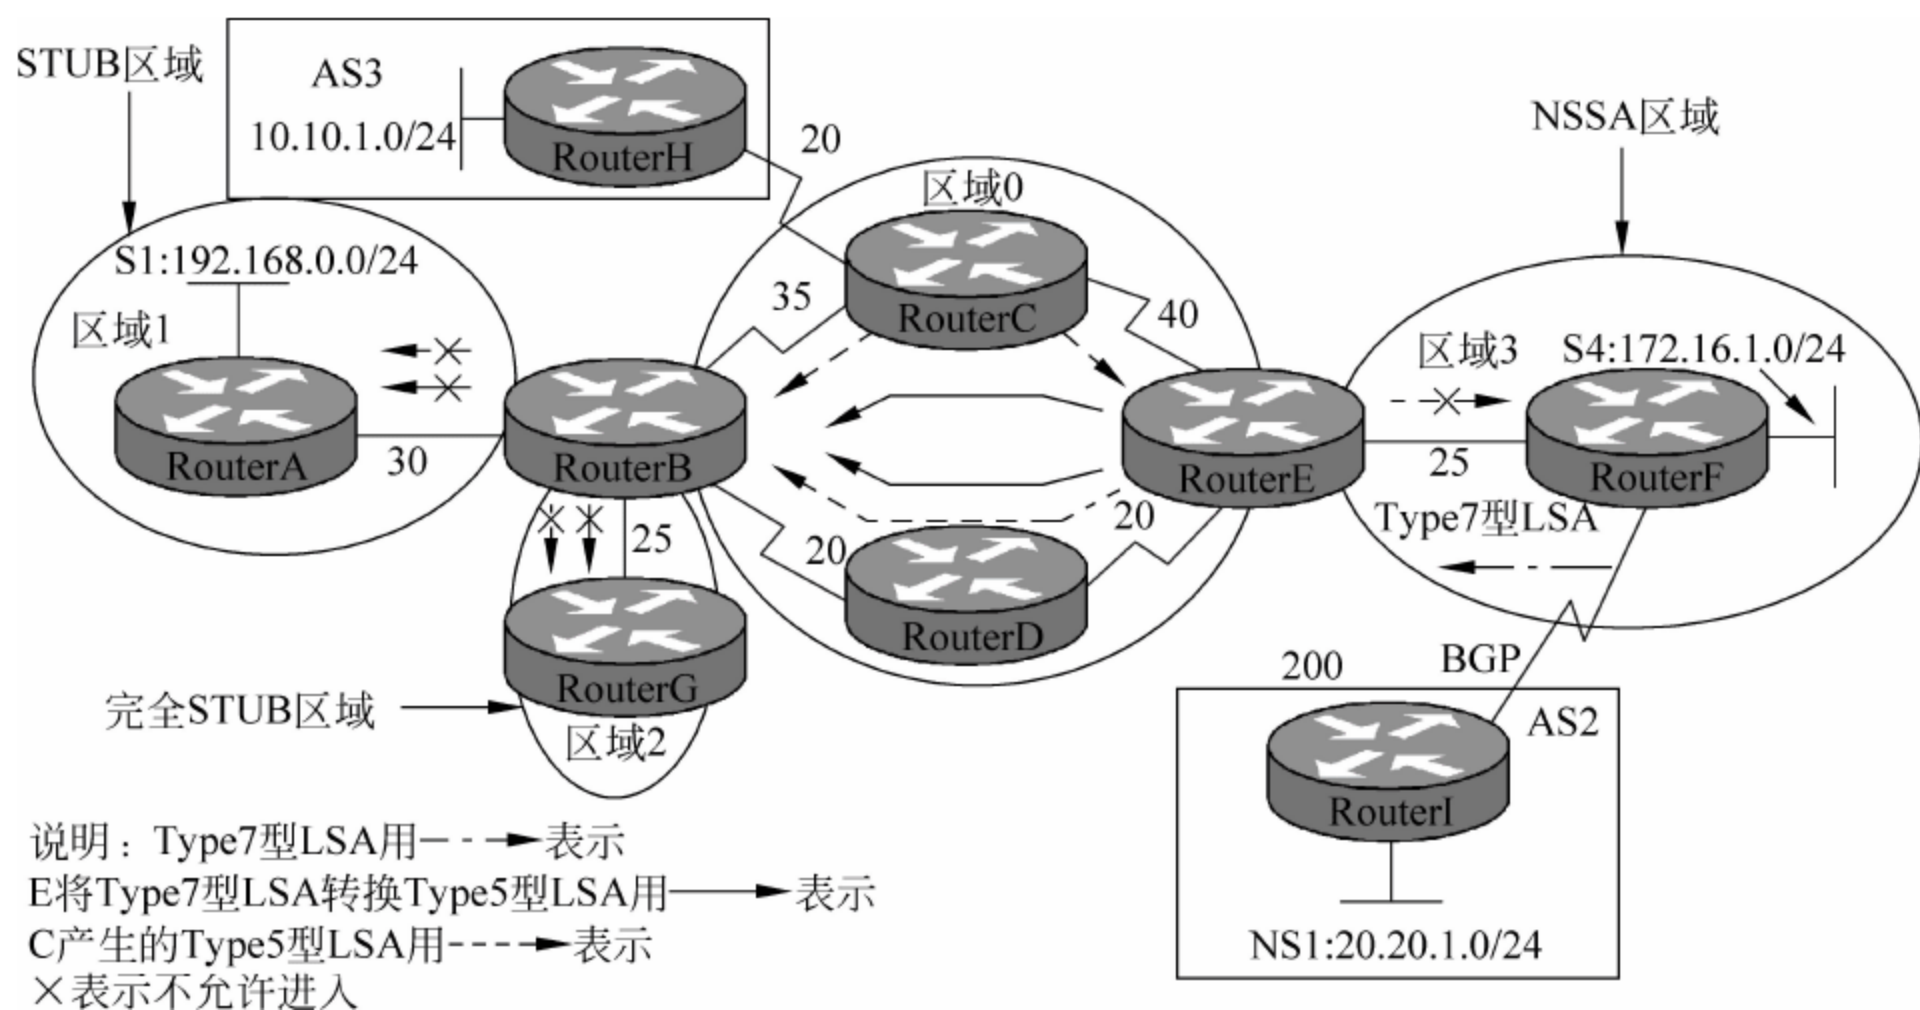 STUB区域
AS3
10.10.1.0/24
RouterH
20
NSSA区域
区域0
S1:192.168.0.0/24
区域1
35
RouterC
40
区域3
S4:172.16.1.0/24
RouterA
30
RouterB
RouterE
25
RouterF
Type7型LSA
25
20
20
RouterD
RouterG
完全STUB区域
区域2
BGP
200
AS2
RouterI
NS1:20.20.1.0/24
说明：Type7型LSA用 表示
E将Type7型LSA转换Type5型LSA用 表示
C产生的Type5型LSA用 表示
×表示不允许进入